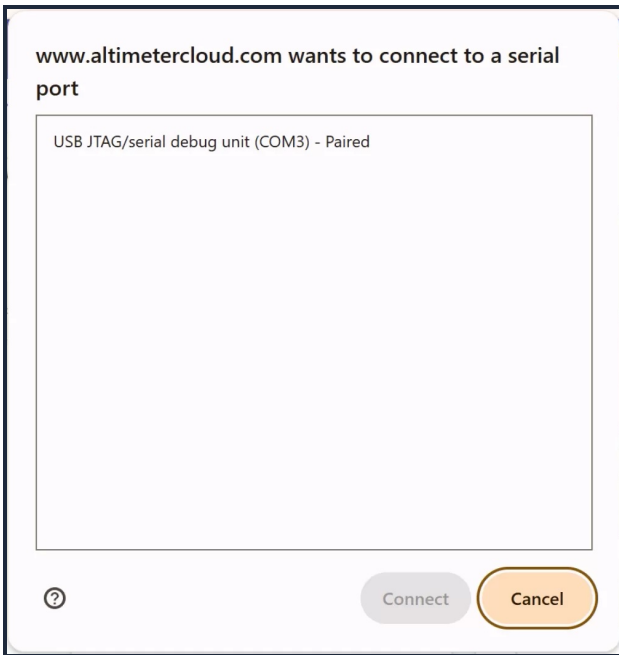 www.altimetercloud.com wants to connect to a serial
port
USB JTAG/serial debug unit (COM3) - Paired
Connect
Cancel